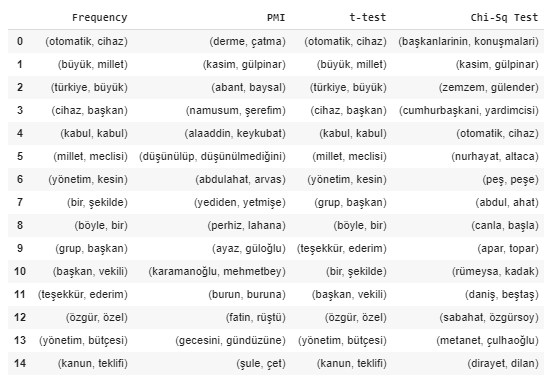 Frequency PMI t-test Chi-Sq Test
0 (otomatik, cihaz) (derme, çatma) (otomatik, cihaz) (başkanlarinin, konuşmalari)
1 (büyük, millet) (kasim, gülpinar) (büyük, millet) (kasim, gülpinar)
2 (türkiye, büyük) (abant, baysal) (türkiye, büyük) (zemzem, gülender)
3 (cihaz, başkan) (namusum, şerefim) (cihaz, başkan) (cumhurbaşkani, yardimcisi)
4 (kabul, kabul) (alaaddin, keykubat) (kabul, kabul) (otomatik, cihaz)
5 (millet, meclisi) (düşünülüp, düşünülmediğini) (millet, meclisi) (nurhayat, altaca)
6 (yönetim, kesin) (abdulahat, arvas) (yönetim, kesin) (peş, peşe)
7 (bir, şekilde) (yediden, yetmişe) (grup, başkan) (abdul, ahat)
8 (böyle, bir) (perhiz, lahana) (böyle, bir) (canla, başla)
9 (grup, başkan) (ayaz, güloğlu) (teşekkür, ederim) (apar, topar)
10 (başkan, vekili) (karamanoğlu, mehmetbey) (bir, şekilde) (rümeysa, kadak)
11 (teşekkür, ederim) (burun, buruna) (başkan, vekili) (daniş, beştaş)
12 (özgür, özel) (fatin, rüştü) (özgür, özel) (sabahat, özgürsoy)
13 (yönetim, bütçesi) (gecesini, gündüzüne) (yönetim, bütçesi) (metanet, çulhaoğlu)
14 (kanun, teklifi) (şule, çet) (kanun, teklifi) (dirayet, dilan)